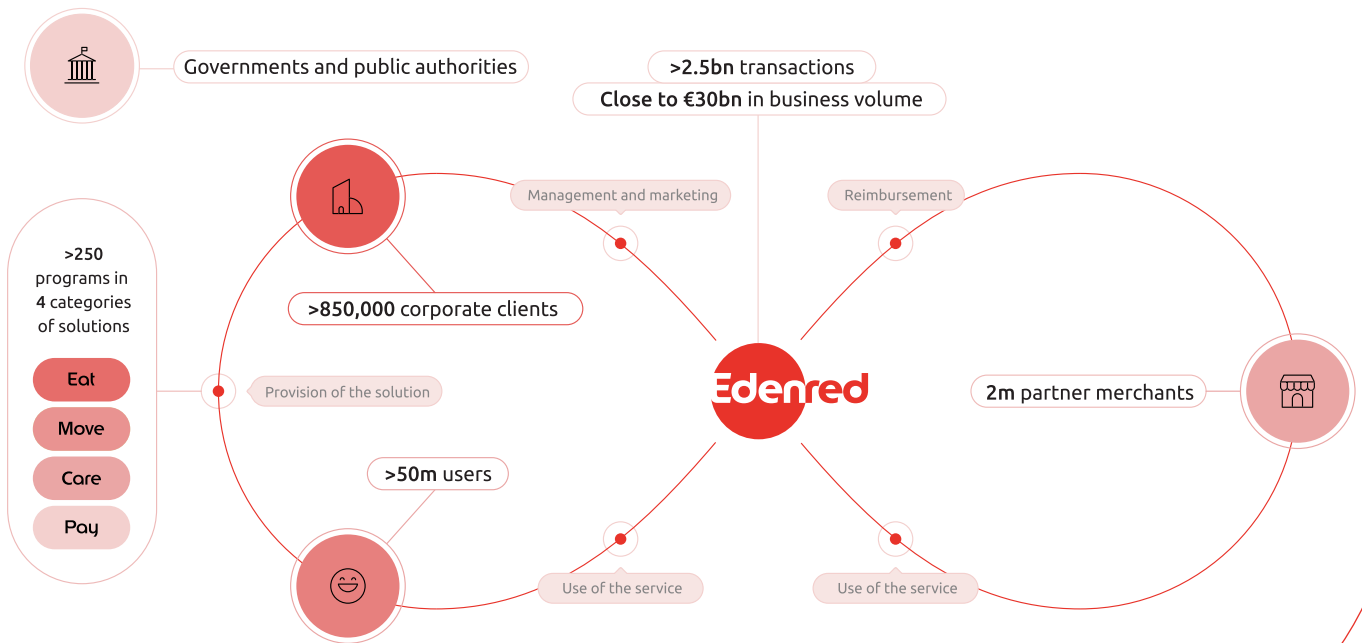 Governments and public authorities
>2.5bn transactions
Close to €30bn in business volume
Management and marketing
Reimbursement
>250
programs in
4 categories
of solutions
>850,000 corporate clients
Eat
Move
Care
Pay
Provision of the solution
Edenred
2m partner merchants
>50m users
Use of the service
Use of the service